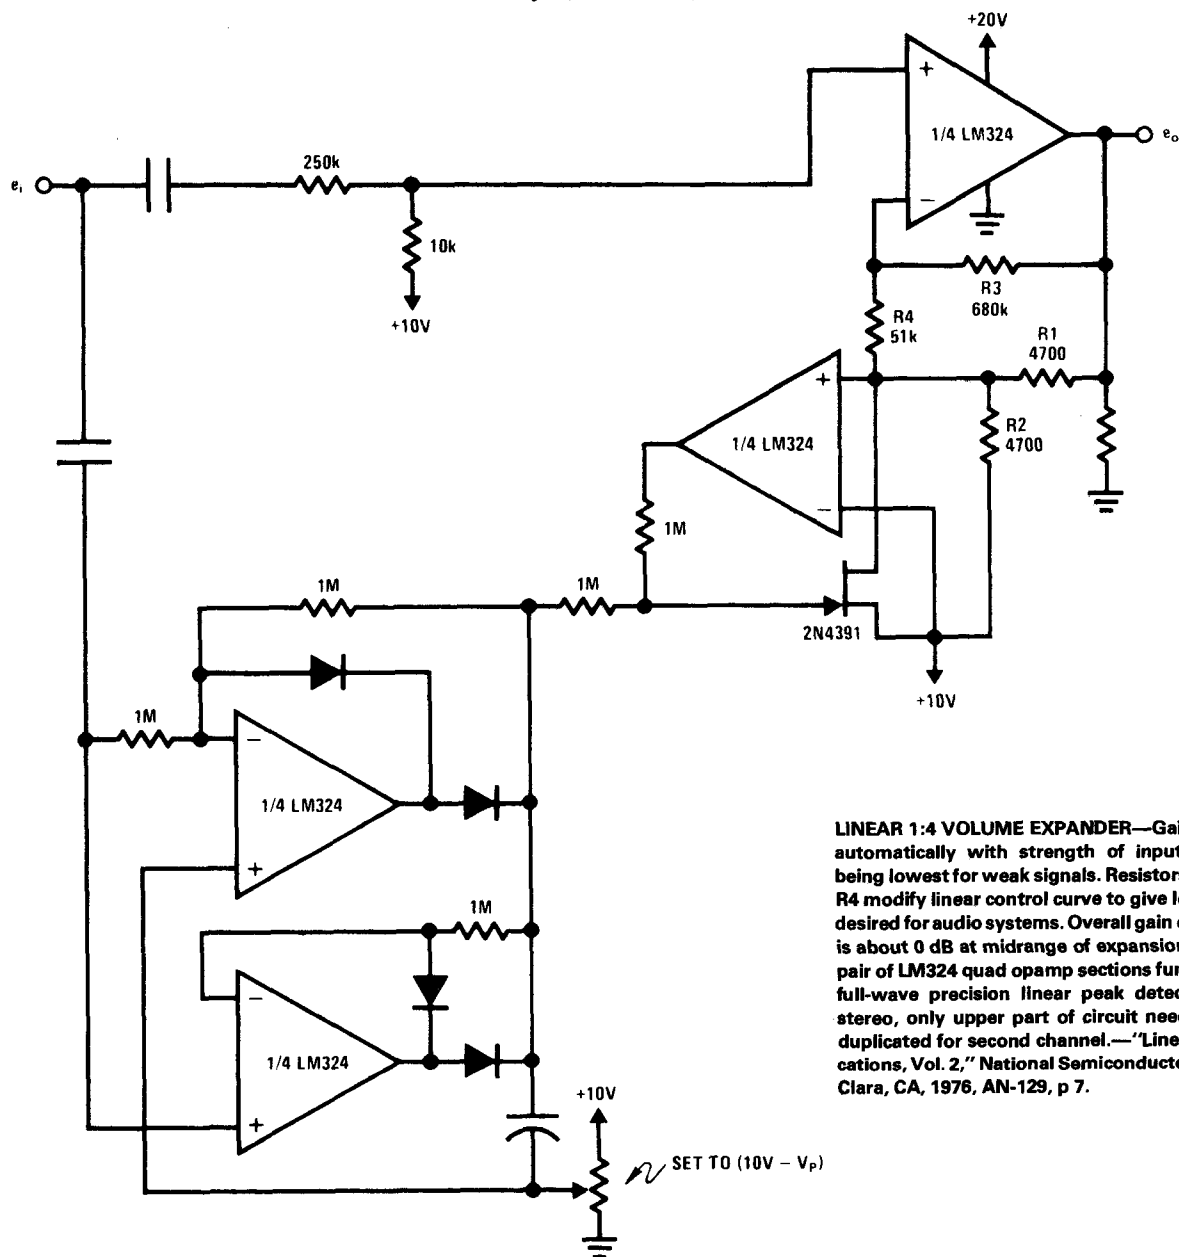 +20V
+
1/4 LM324
−
e₀
eᵢ
250k
10k
+10V
R3
680k
R4
51k
R1
4700
+
1/4 LM324
−
R2
4700
1M
1M
1M
2N4391
+10V
1M
−
1/4 LM324
+
1M
−
1/4 LM324
+
+10V
SET TO (10V − Vₚ)
LINEAR 1:4 VOLUME EXPANDER—Gai
automatically with strength of input
being lowest for weak signals. Resistor
R4 modify linear control curve to give l
desired for audio systems. Overall gain
is about 0 dB at midrange of expansion
pair of LM324 quad opamp sections fu
full-wave precision linear peak detec
stereo, only upper part of circuit nee
duplicated for second channel.—"Line
cations, Vol. 2," National Semiconducto
Clara, CA, 1976, AN-129, p 7.